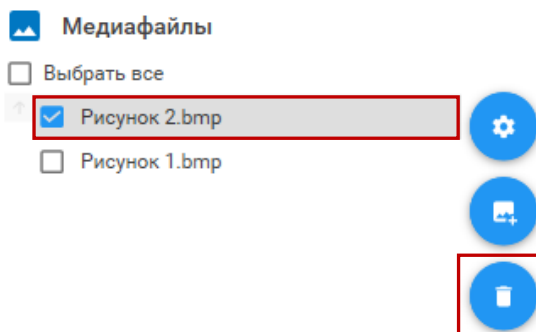 Медиафайлы
Выбрать все
Рисунок 2.bmp
Рисунок 1.bmp